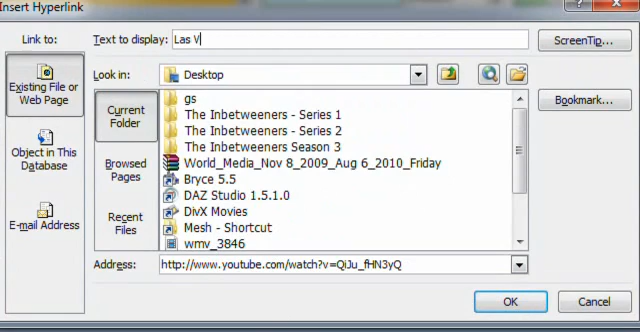 Insert Hyperlink
?
X
Link to:
Text to display:
Las V
ScreenTip...
Existing File or
Web Page
Look in:
Desktop
Bookmark...
Current
Folder
gs
The Inbetweeners - Series 1
The Inbetweeners - Series 2
The Inbetweeners Season 3
World_Media_Nov 8_2009_Aug 6_2010_Friday
Bryce 5.5
DAZ Studio 1.5.1.0
DivX Movies
Mesh - Shortcut
wmv_3846
Object in This
Database
Browsed
Pages
E-mail Address
Recent
Files
Address:
http://www.youtube.com/watch?v=QiJu_fHN3yQ
OK
Cancel